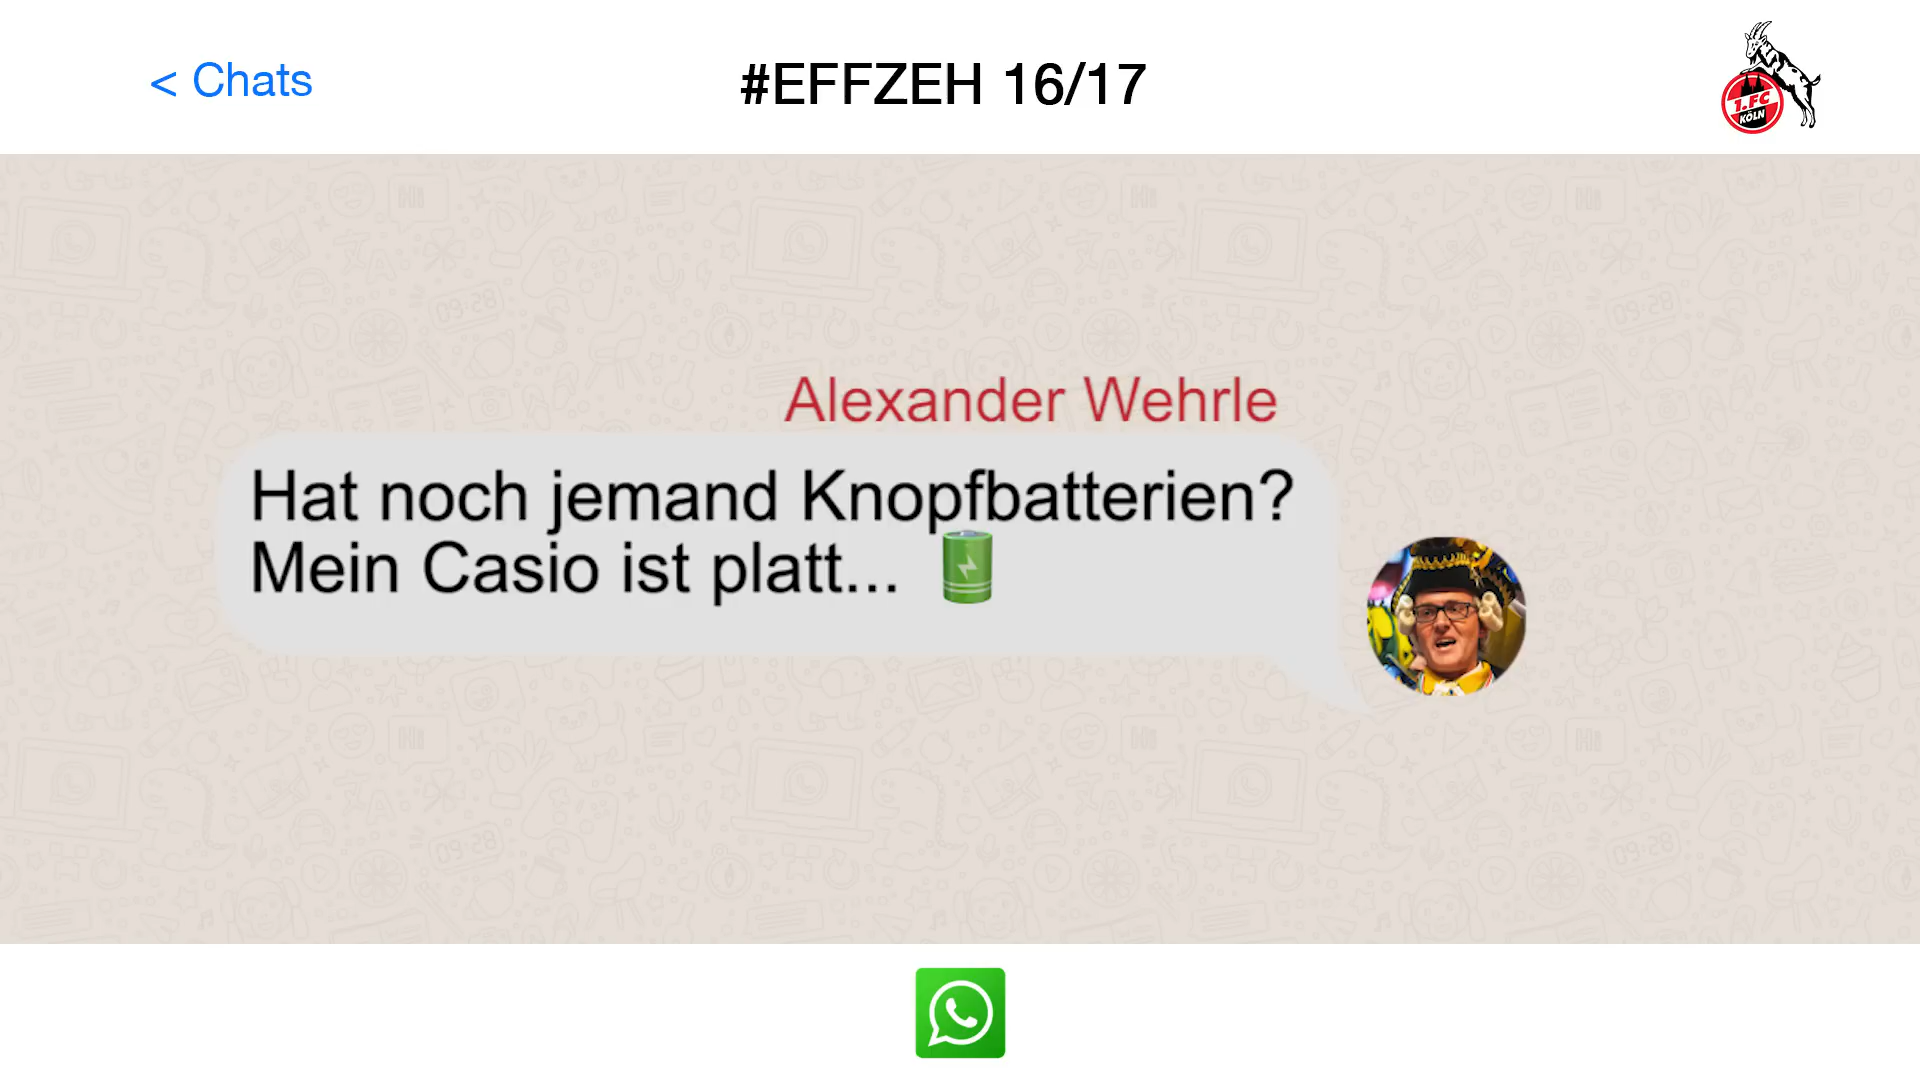 < Chats
#EFFZEH 16/17
1.FC
KÖLN
Alexander Wehrle
Hat noch jemand Knopfbatterien?
Mein Casio ist platt...